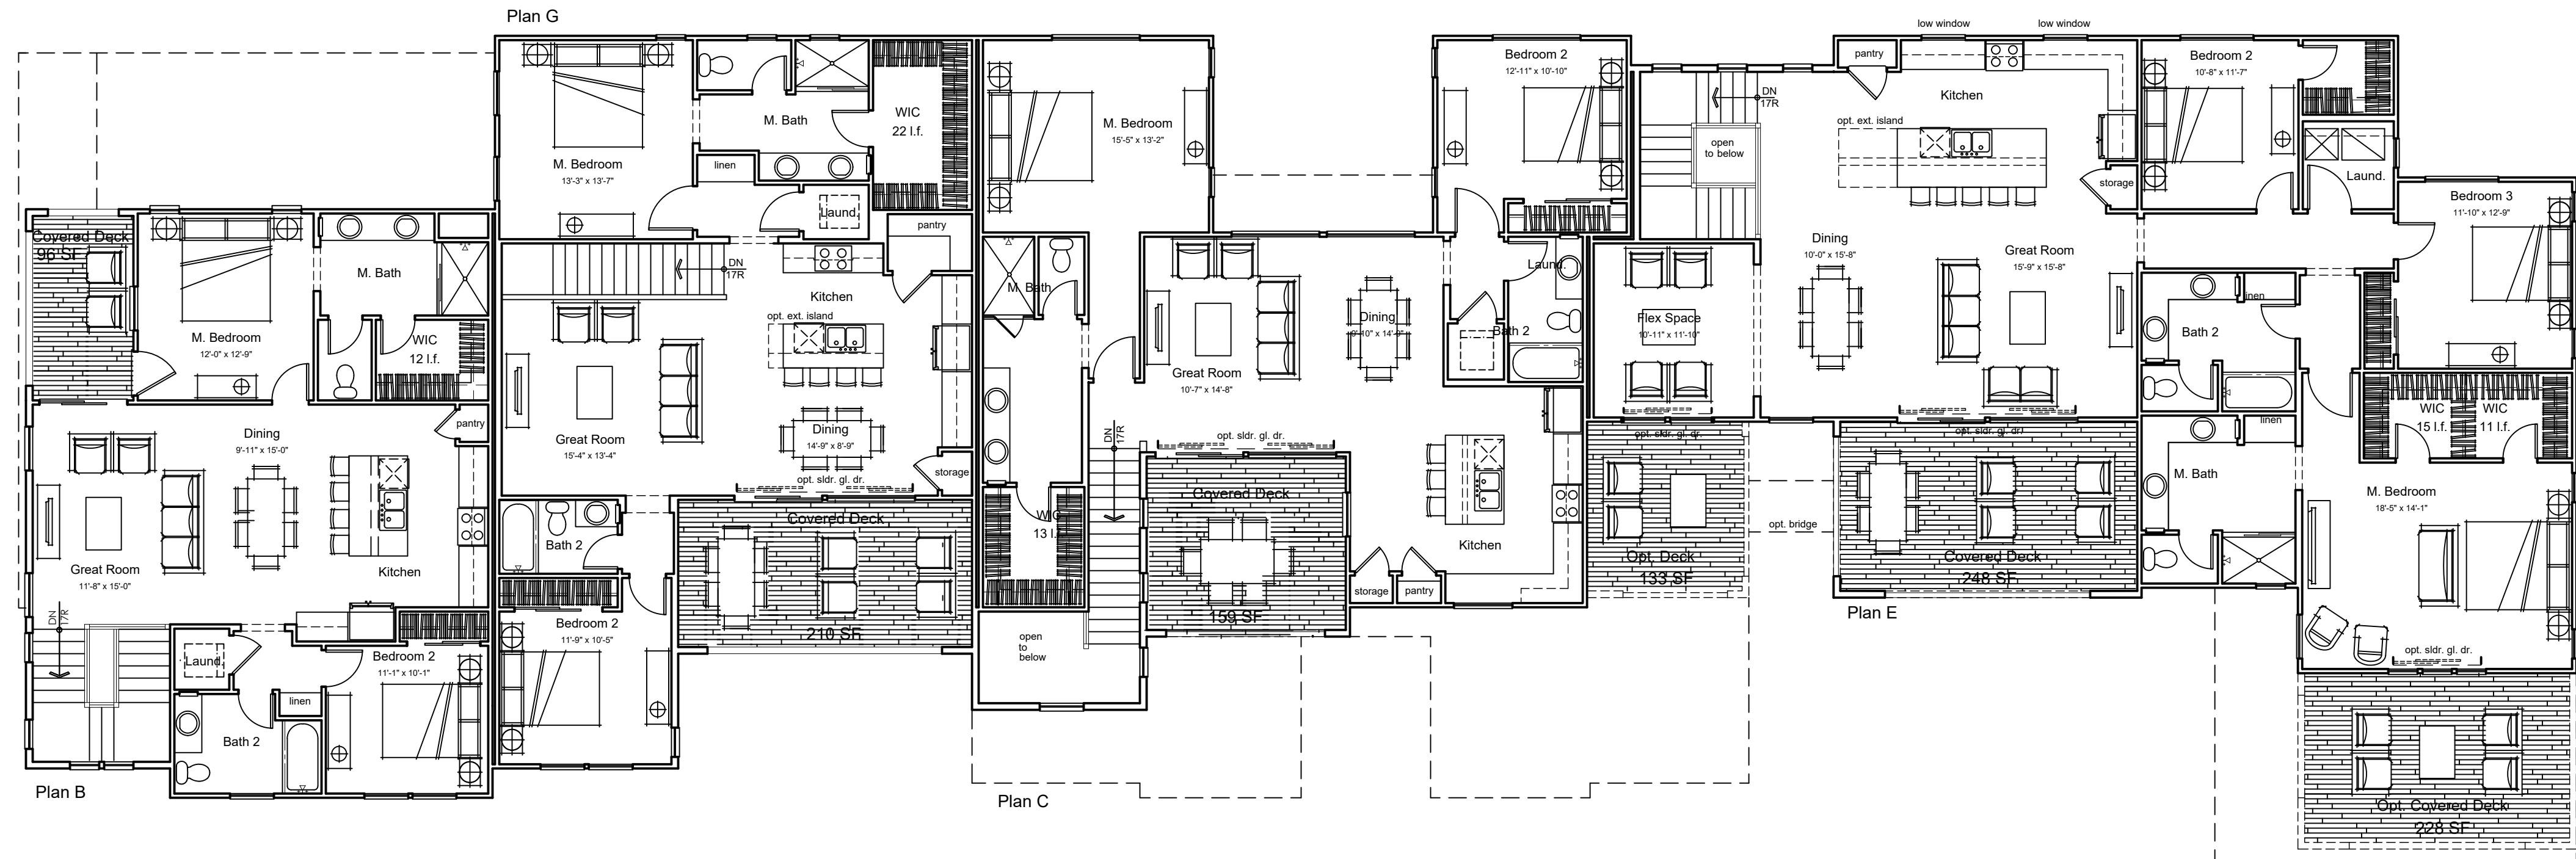 Plan G
M. Bedroom
13'-3" x 13'-7"
M. Bath
linen
WIC
22 l.f.
Laund.
pantry
DN
17R
Kitchen
opt. ext. island
Great Room
15'-4" x 13'-4"
Dining
14'-9" x 8'-9"
opt. sldr. gl. dr.
storage
Covered Deck
210 SF
Bath 2
Bedroom 2
11'-9" x 10'-5"
Covered Deck
96 SF
M. Bedroom
12'-0" x 12'-9"
M. Bath
WIC
12 l.f.
pantry
Dining
9'-11" x 15'-0"
Great Room
11'-8" x 15'-0"
Kitchen
DN
17R
Laund.
linen
Bath 2
Bedroom 2
11'-1" x 10'-1"
Plan B
M. Bedroom
15'-5" x 13'-2"
M. Bath
WIC
13 l.f.
DN
17R
open
to
below
Great Room
10'-7" x 14'-8"
Dining
Bedroom 2
12'-11" x 10'-10"
Laund.
Bath 2
opt. sldr. gl. dr.
Covered Deck
159 SF
Kitchen
storage
pantry
Plan C
low window
low window
pantry
Kitchen
DN
17R
open
to below
opt. ext. island
storage
Flex Space
10'-11" x 11'-10"
Dining
10'-0" x 15'-8"
Great Room
15'-9" x 15'-8"
opt. sldr. gl. dr.
opt. sldr. gl. dr.
Opt. Deck
133 SF
opt. bridge
Covered Deck
248 SF
Plan E
Bedroom 2
10'-8" x 11'-7"
Laund.
Bedroom 3
11'-10" x 12'-9"
linen
Bath 2
linen
M. Bath
WIC
15 l.f.
WIC
11 l.f.
M. Bedroom
18'-5" x 14'-1"
opt. sldr. gl. dr.
Opt. Covered Deck
228 SF